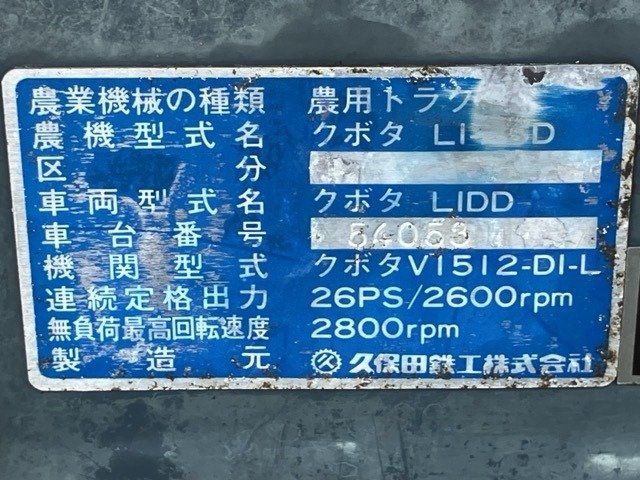 農業機械の種類 農用トラク
農機型式名 クボタ
区分
車両型式名 クボタ L1DD
車台番号 54053
機関型式 クボタV1512-DI-L
連続定格出力 26PS/2600rpm
無負荷最高回転速度 2800rpm
製造元 久保田鉄工株式会社